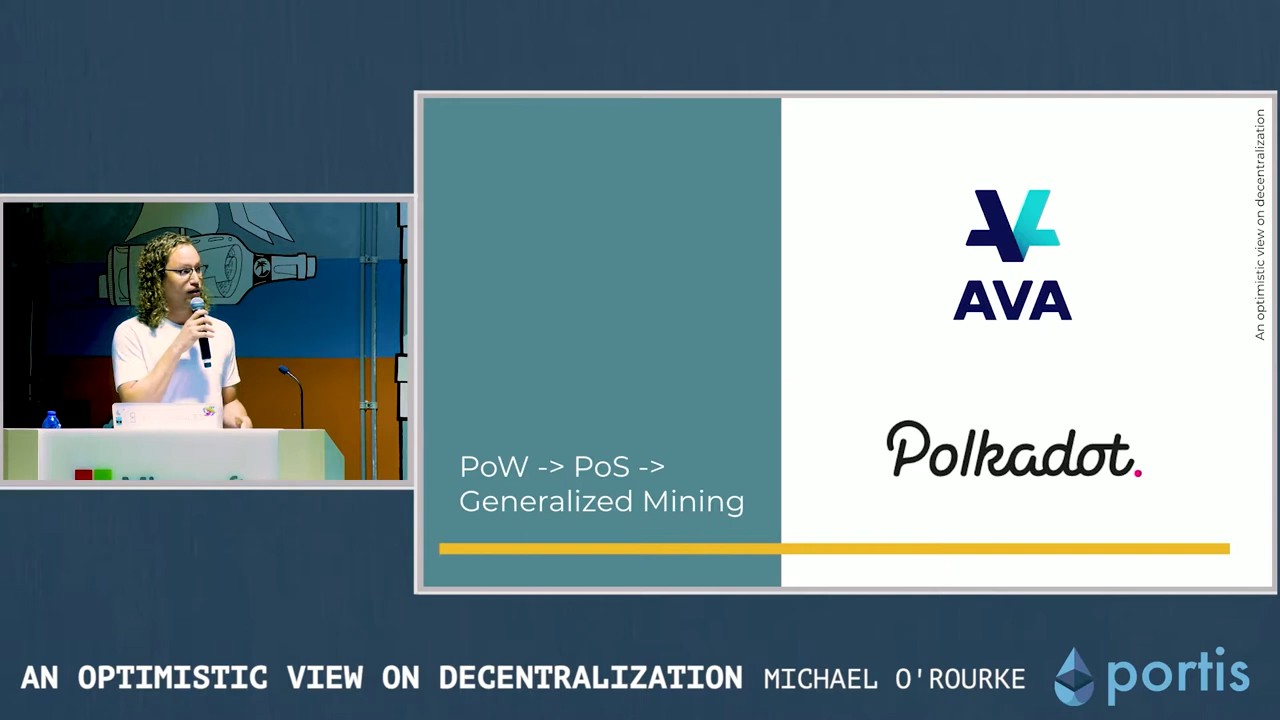 An optimistic view on decentralization
AVA
Polkadot.
PoW -> PoS ->
Generalized Mining
AN OPTIMISTIC VIEW ON DECENTRALIZATION MICHAEL O'ROURKE
portis